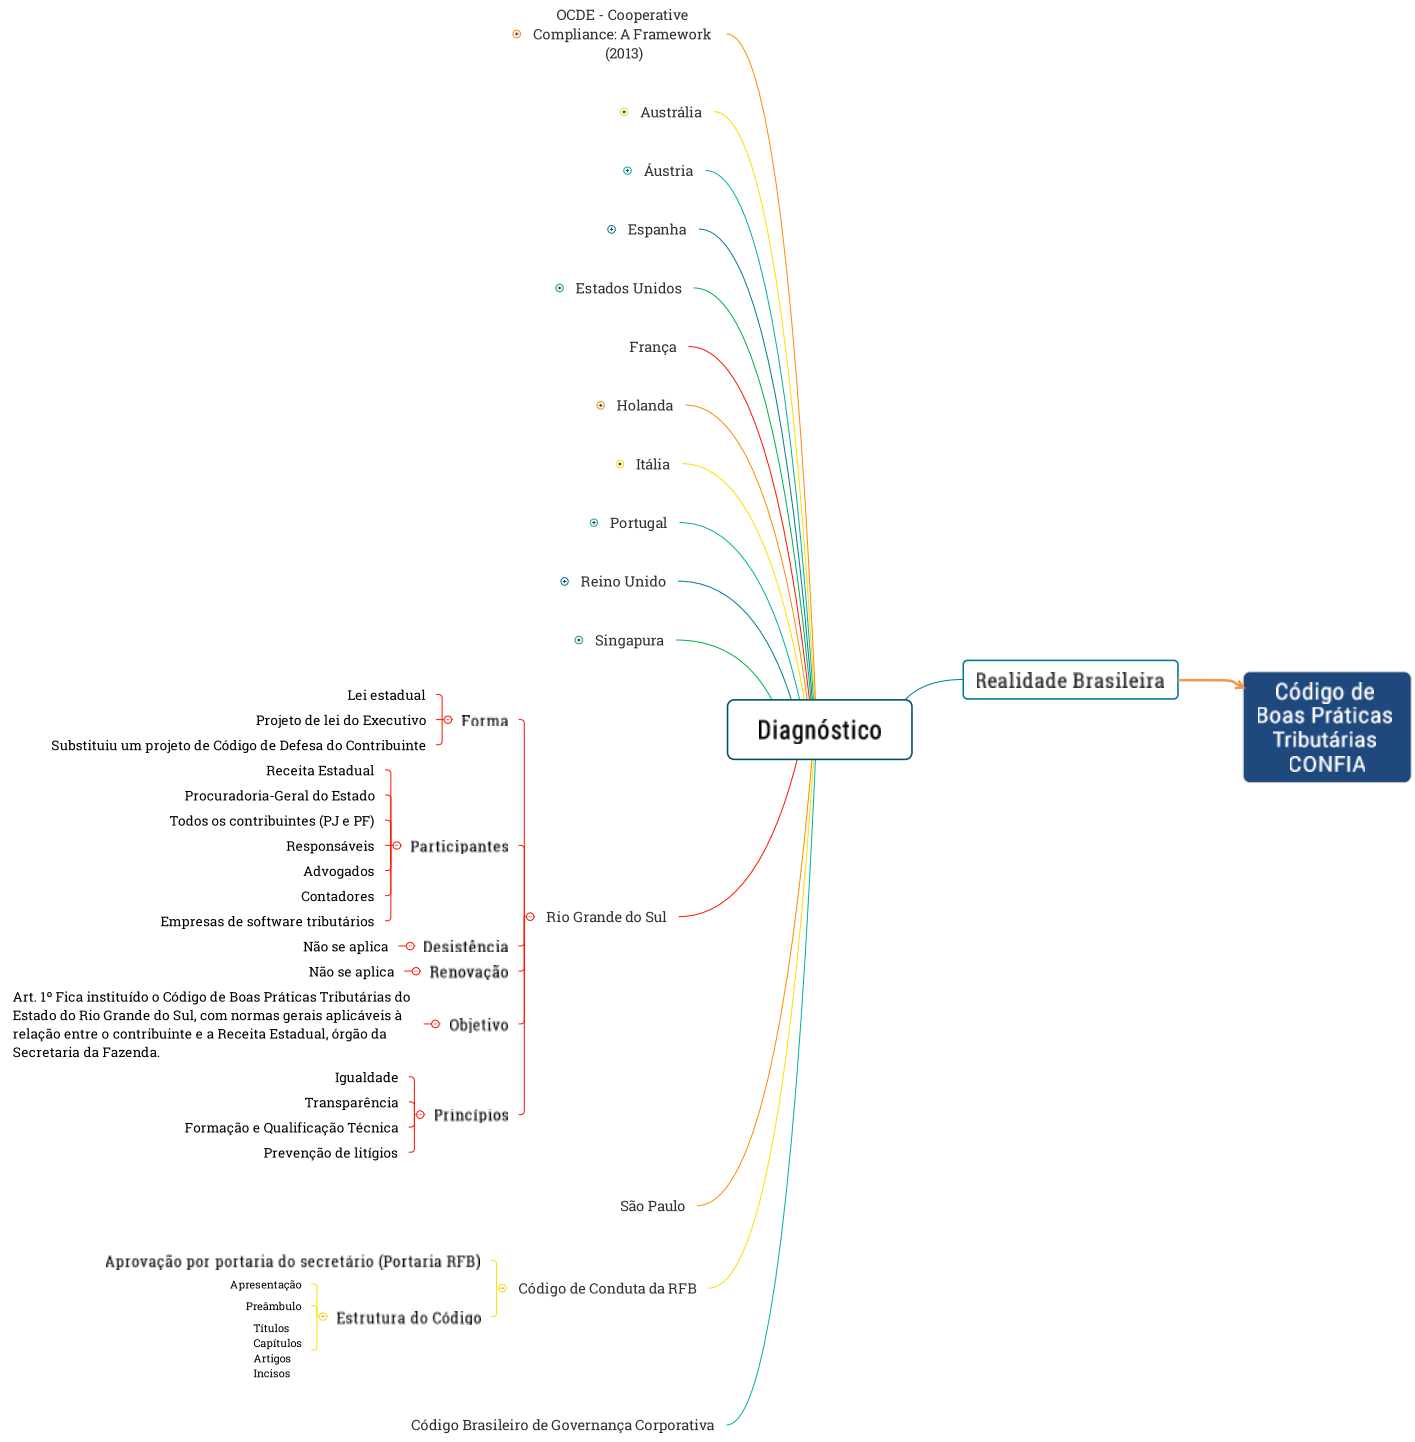 OCDE - Cooperative
Compliance: A Framework
(2013)
Austrália
Áustria
Espanha
Estados Unidos
França
Holanda
Itália
Portugal
Reino Unido
Singapura
Realidade Brasileira
Código de
Boas Práticas
Tributárias
CONFIA
Diagnóstico
Lei estadual
Projeto de lei do Executivo
Substituiu um projeto de Código de Defesa do Contribuinte
Forma
Receita Estadual
Procuradoria-Geral do Estado
Todos os contribuintes (PJ e PF)
Responsáveis
Advogados
Contadores
Empresas de software tributários
Participantes
Rio Grande do Sul
Não se aplica
Desistência
Não se aplica
Renovação
Art. 1º Fica instituído o Código de Boas Práticas Tributárias do
Estado do Rio Grande do Sul, com normas gerais aplicáveis à
relação entre o contribuinte e a Receita Estadual, órgão da
Secretaria da Fazenda.
Objetivo
Igualdade
Transparência
Formação e Qualificação Técnica
Prevenção de litígios
Princípios
São Paulo
Aprovação por portaria do secretário (Portaria RFB)
Código de Conduta da RFB
Apresentação
Preâmbulo
Títulos
Capítulos
Artigos
Incisos
Estrutura do Código
Código Brasileiro de Governança Corporativa